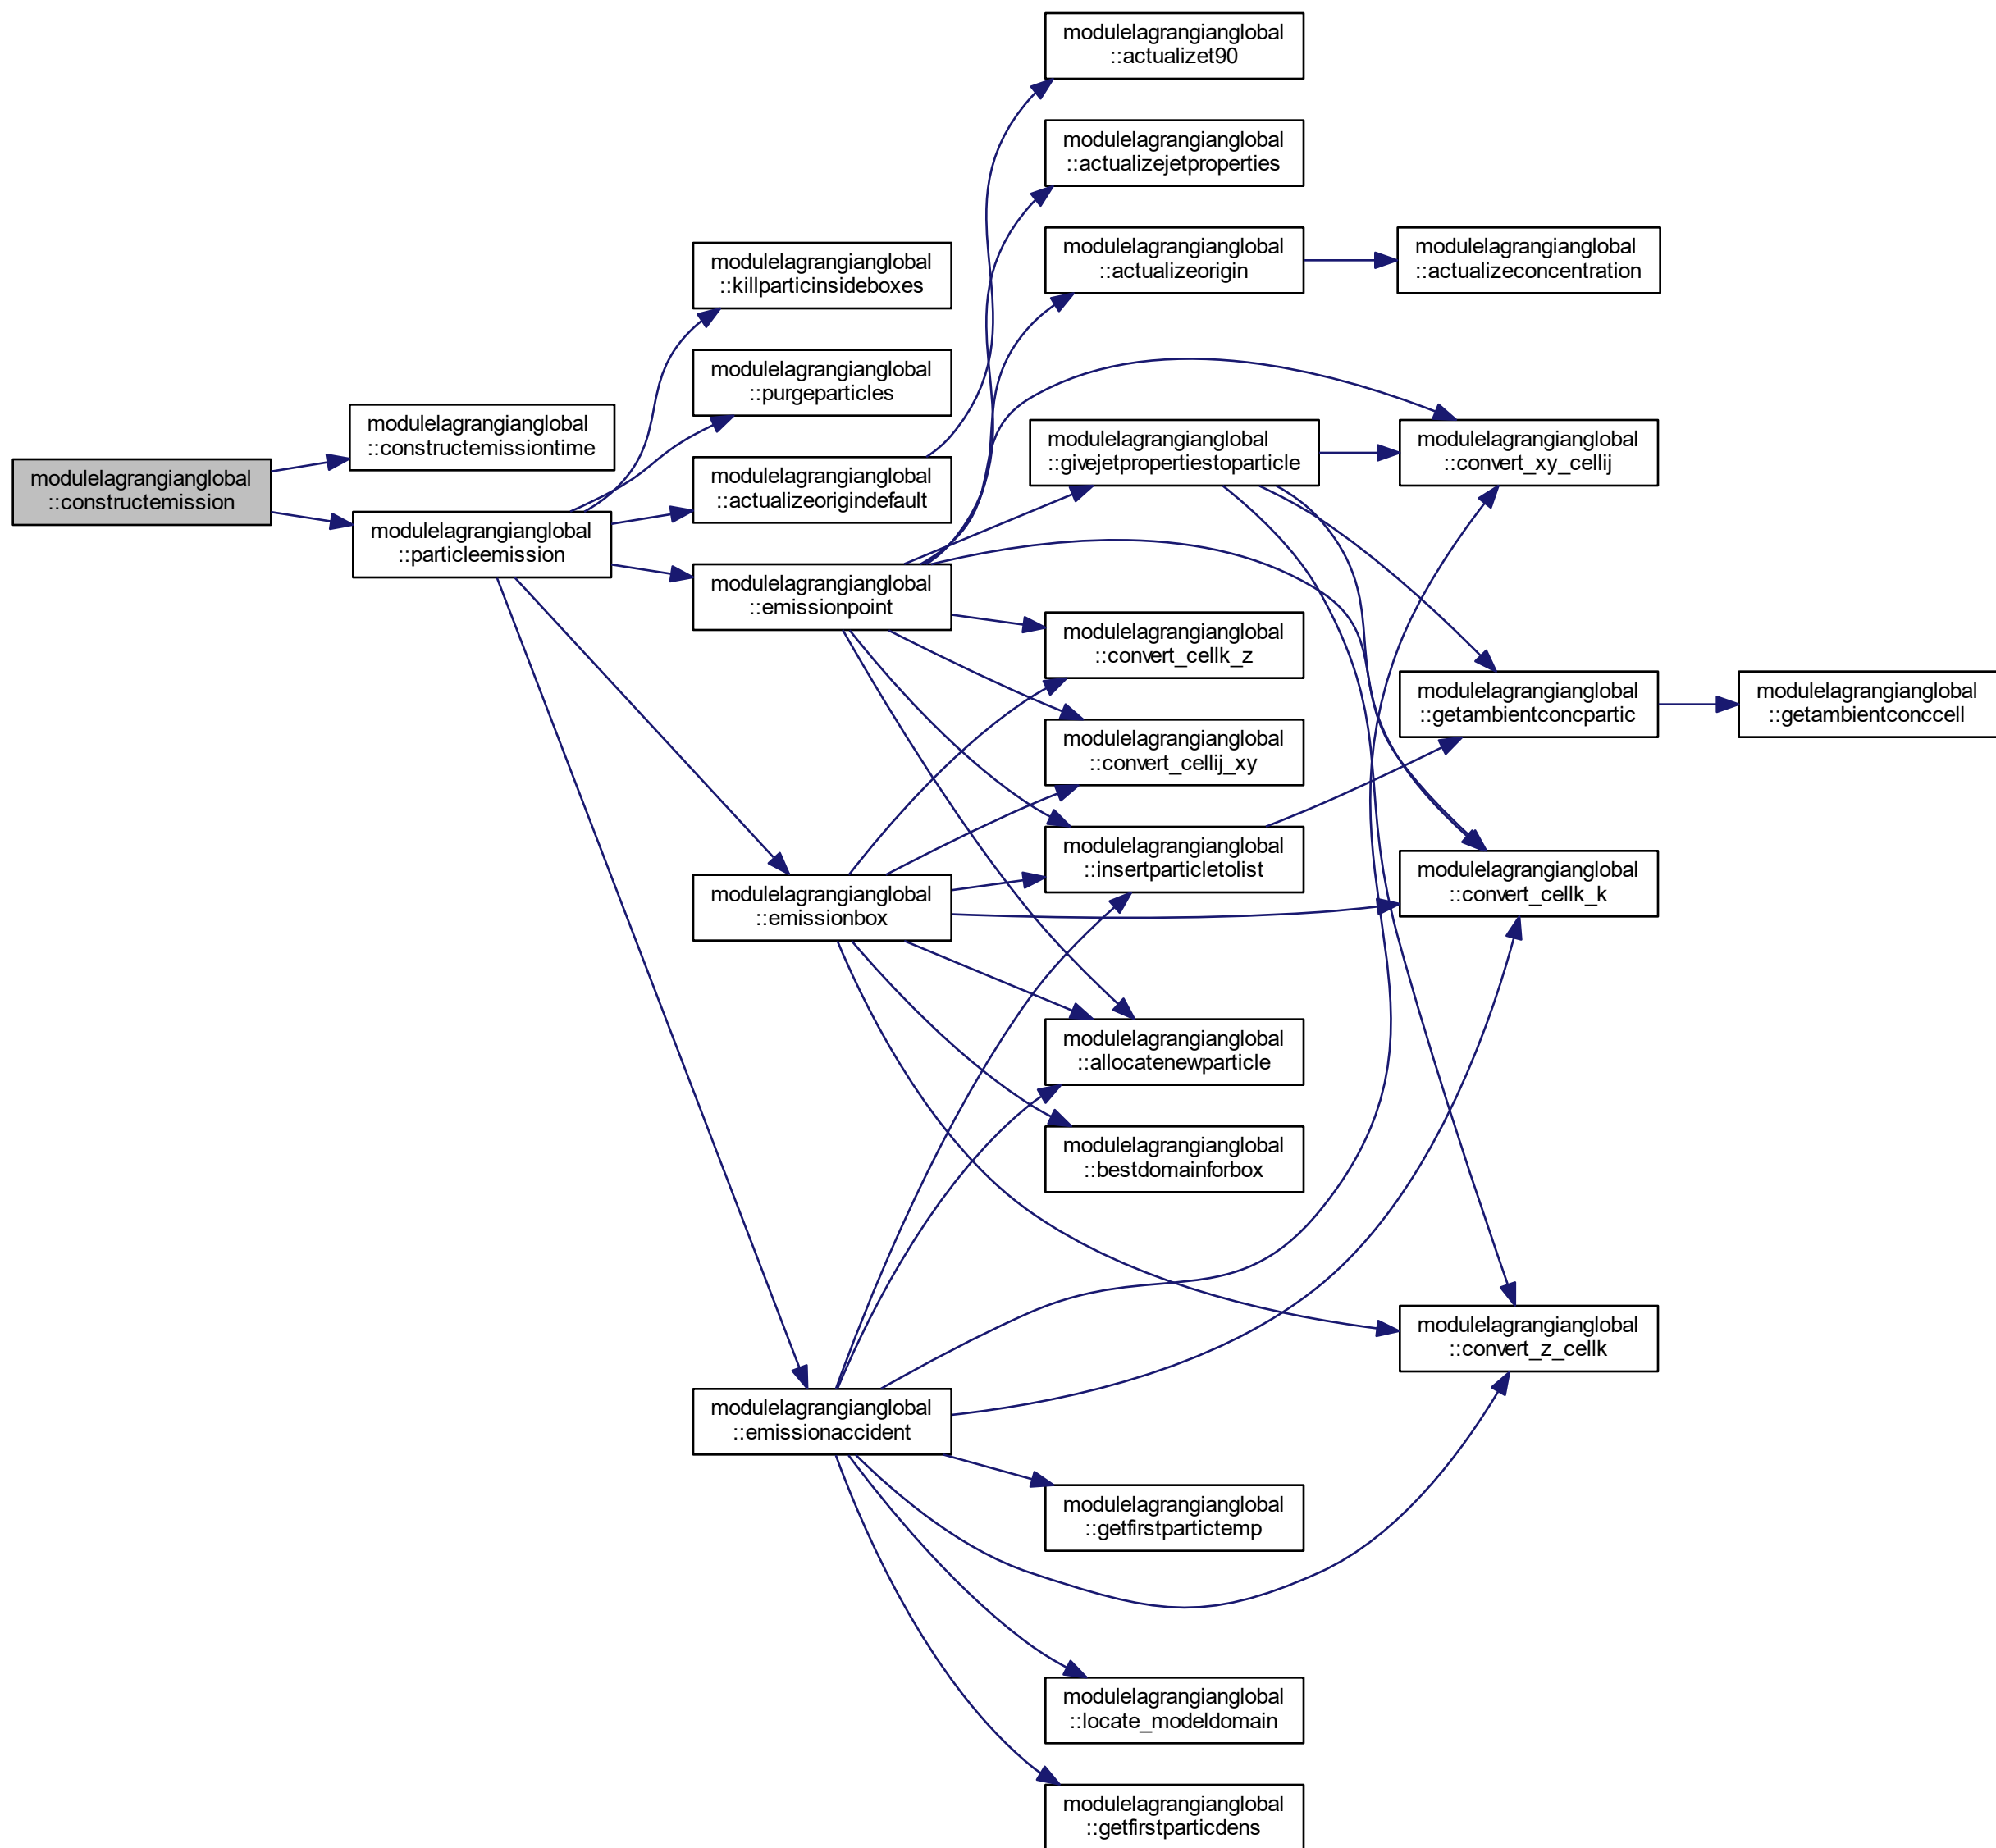 modulelagrangianglobal
::constructemission
modulelagrangianglobal
::constructemissiontime
modulelagrangianglobal
::particleemission
modulelagrangianglobal
::killparticinsideboxes
modulelagrangianglobal
::purgeparticles
modulelagrangianglobal
::actualizeorigindefault
modulelagrangianglobal
::emissionpoint
modulelagrangianglobal
::emissionbox
modulelagrangianglobal
::emissionaccident
modulelagrangianglobal
::actualizet90
modulelagrangianglobal
::actualizejetproperties
modulelagrangianglobal
::actualizeorigin
modulelagrangianglobal
::givejetpropertiestoparticle
modulelagrangianglobal
::convert_cellk_z
modulelagrangianglobal
::convert_cellij_xy
modulelagrangianglobal
::insertparticletolist
modulelagrangianglobal
::allocatenewparticle
modulelagrangianglobal
::bestdomainforbox
modulelagrangianglobal
::getfirstpartictemp
modulelagrangianglobal
::locate_modeldomain
modulelagrangianglobal
::getfirstparticdens
modulelagrangianglobal
::actualizeconcentration
modulelagrangianglobal
::convert_xy_cellij
modulelagrangianglobal
::getambientconcpartic
modulelagrangianglobal
::convert_cellk_k
modulelagrangianglobal
::convert_z_cellk
modulelagrangianglobal
::getambientconccell